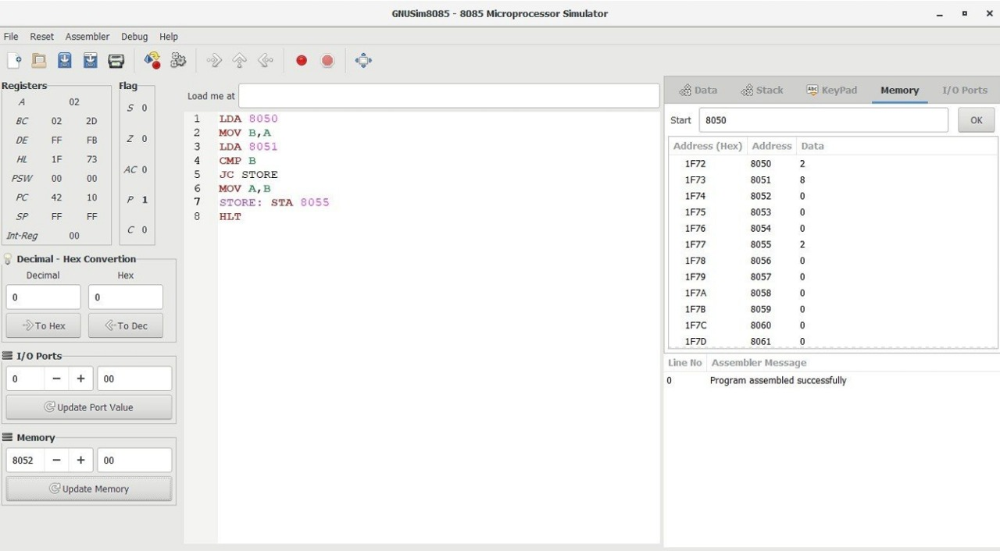 GNUSim8085 - 8085 Microprocessor Simulator
File Reset Assembler Debug Help
Registers
A 02
BC 02 2D
DE FF FB
HL 1F 73
PSW 00 00
PC 42 10
SP FF FF
Int-Reg 00
Flag
S 0
Z 0
AC 0
P 1
C 0
Decimal - Hex Convertion
Decimal Hex
0 0
To Hex To Dec
I/O Ports
0 − + 00
Update Port Value
Memory
8052 − + 00
Update Memory
Load me at
1 LDA 8050
2 MOV B,A
3 LDA 8051
4 CMP B
5 JC STORE
6 MOV A,B
7 STORE: STA 8055
8 HLT
Data Stack Abc KeyPad Memory I/O Ports
Start 8050 OK
Address (Hex) Address Data
1F72 8050 2
1F73 8051 8
1F74 8052 0
1F75 8053 0
1F76 8054 0
1F77 8055 2
1F78 8056 0
1F79 8057 0
1F7A 8058 0
1F7B 8059 0
1F7C 8060 0
1F7D 8061 0
Line No Assembler Message
0 Program assembled successfully